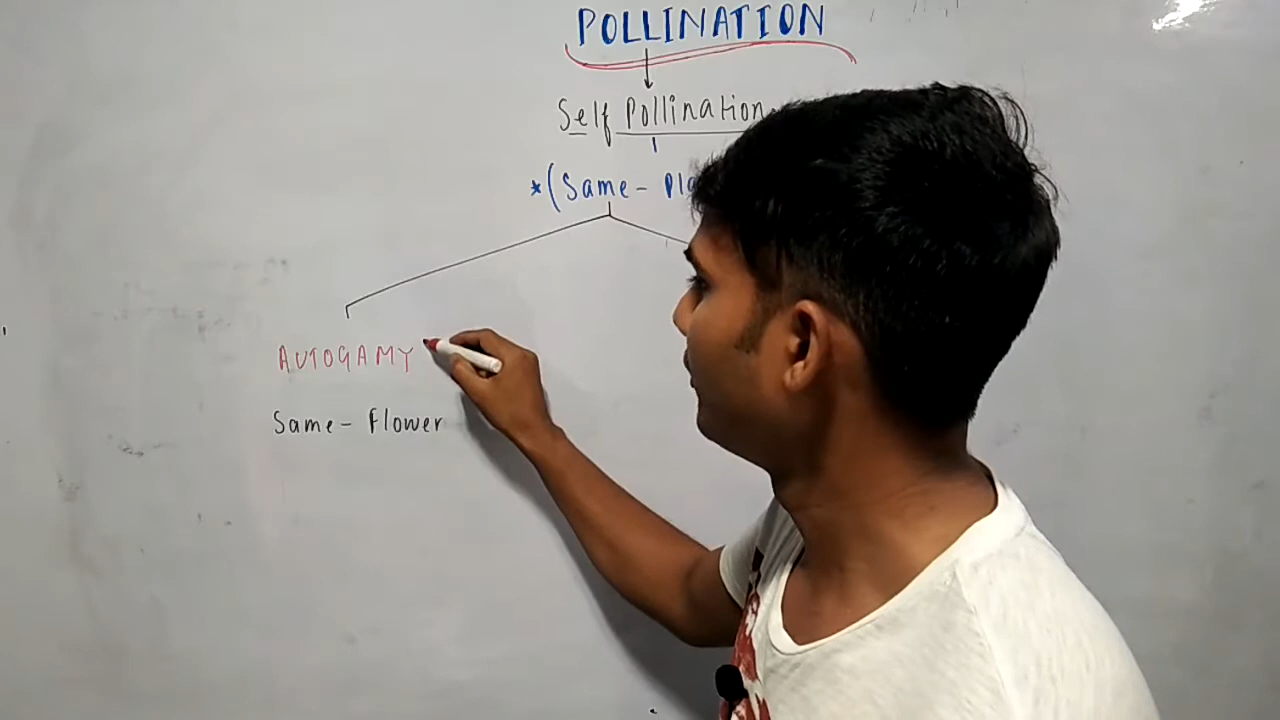 POLLINATION
Self Pollination
*(Same-
AUTOGAMY
Same- Flower